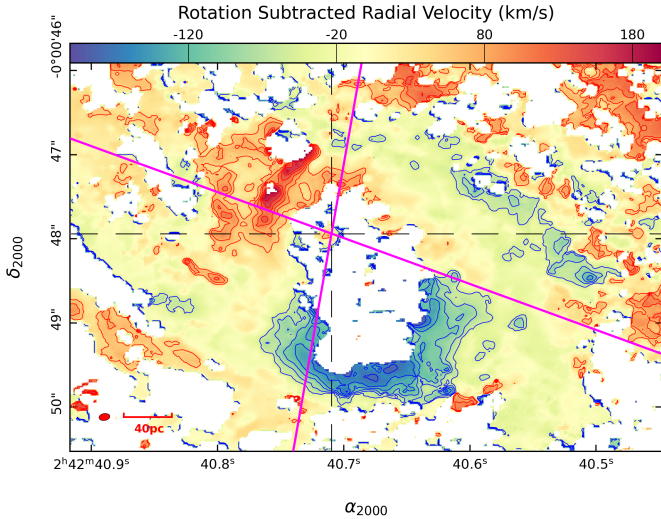 Rotation Subtracted Radial Velocity (km/s)
-120 -20 80 180
-0°00'46"
47"
48"
49"
50"
δ2000
40pc
2h42m40.9s 40.8s 40.7s 40.6s 40.5s
α2000